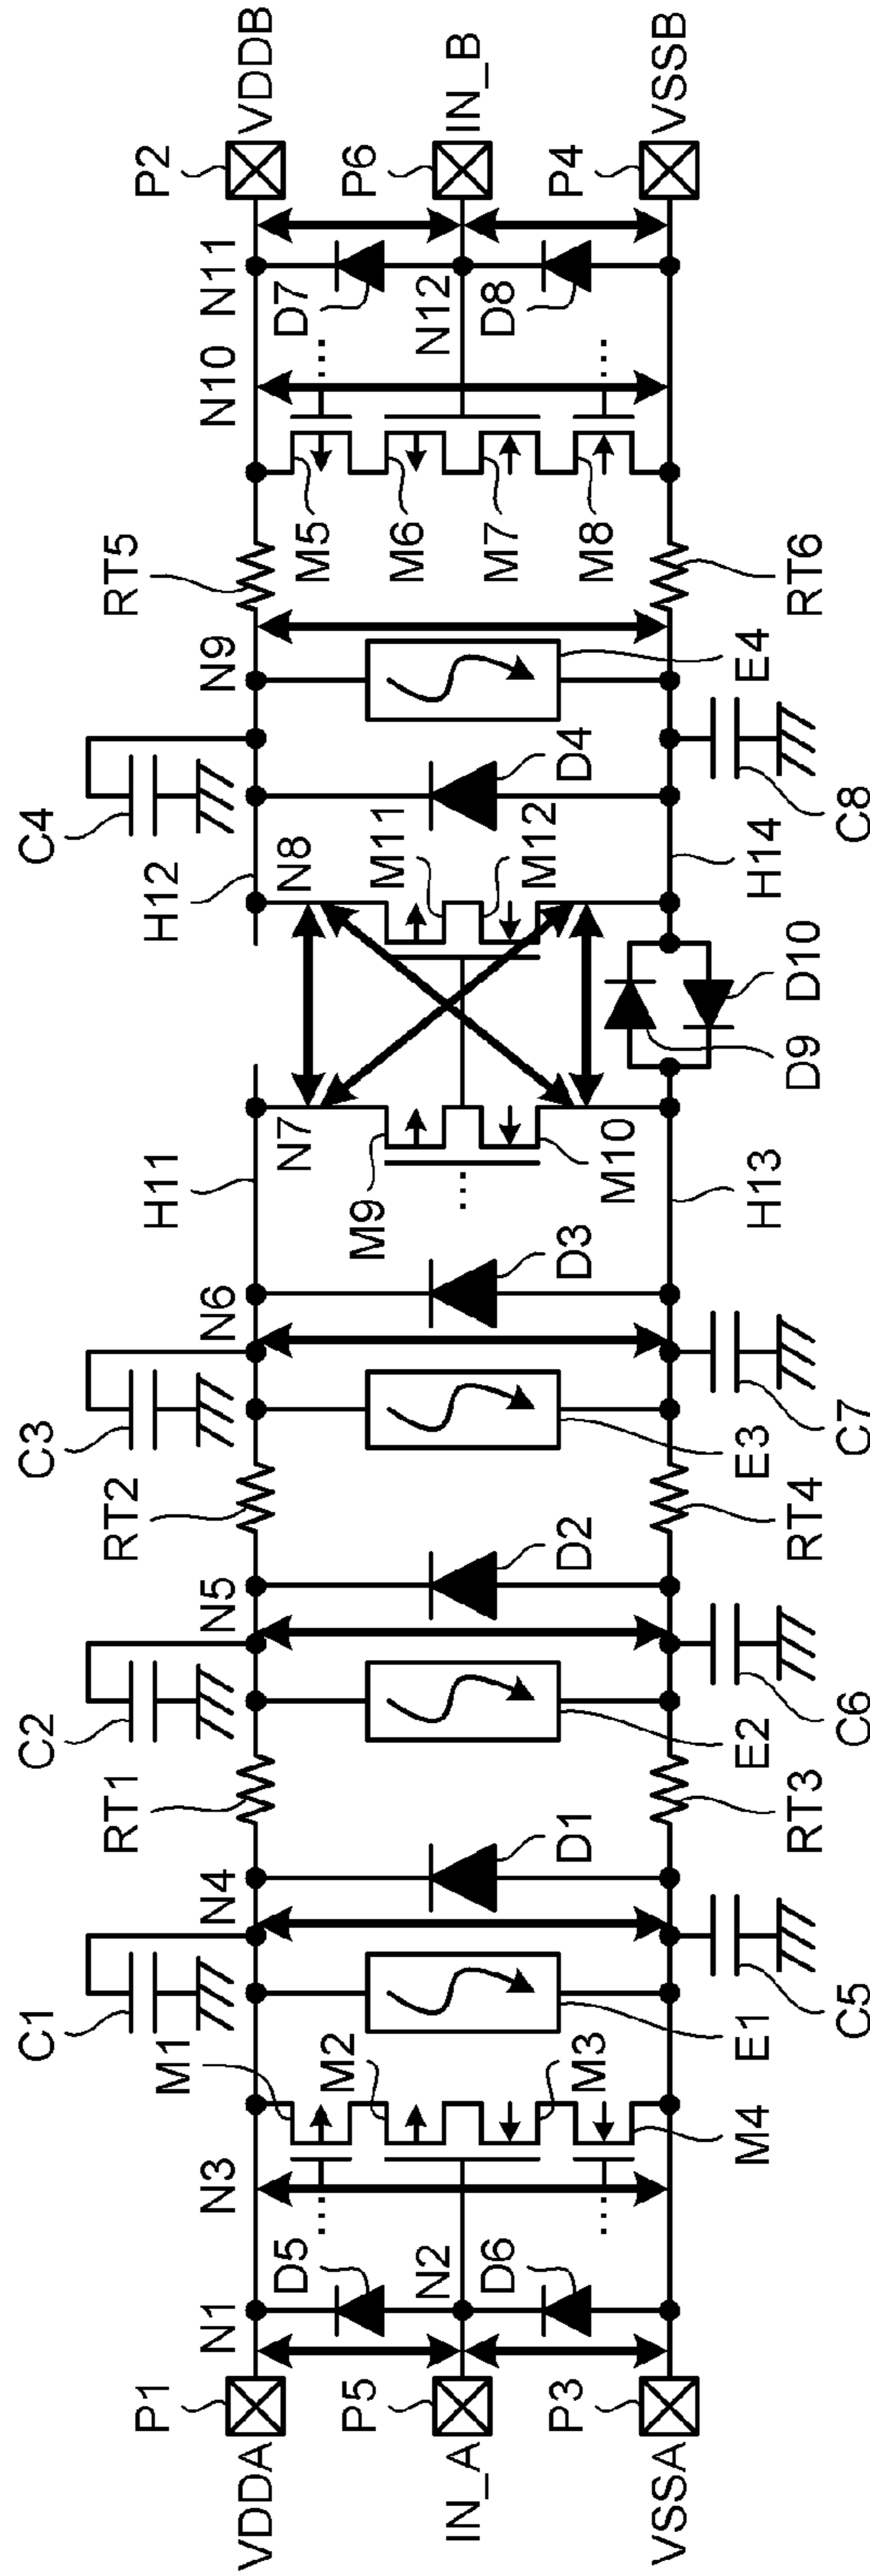 C1
C2
C3
C4
M1
RT1
RT2
H11
H12
RT5
P1
VDDA
N1
N3
N4
N5
N6
N7
N8
N9
N10
N11
P2
VDDB
D5
M2
M9
M11
M5
D7
P5
IN_A
N2
...
D1
D2
D3
...
D4
M6
...
N12
P6
IN_B
D6
M3
M10
M12
M7
D8
...
...
P3
VSSA
M4
E1
E2
E3
D9
D10
E4
M8
P4
VSSB
RT3
RT4
H13
H14
RT6
C5
C6
C7
C8